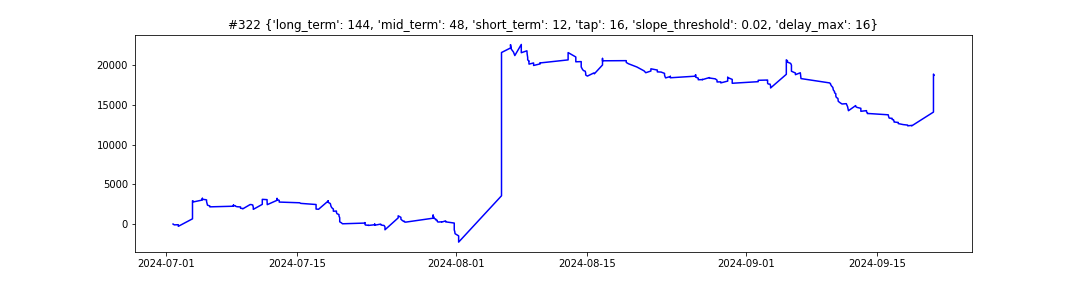 #322 {'long_term': 144, 'mid_term': 48, 'short_term': 12, 'tap': 16, 'slope_threshold': 0.02, 'delay_max': 16}
20000
15000
10000
5000
0
2024-07-01 2024-07-15 2024-08-01 2024-08-15 2024-09-01 2024-09-15